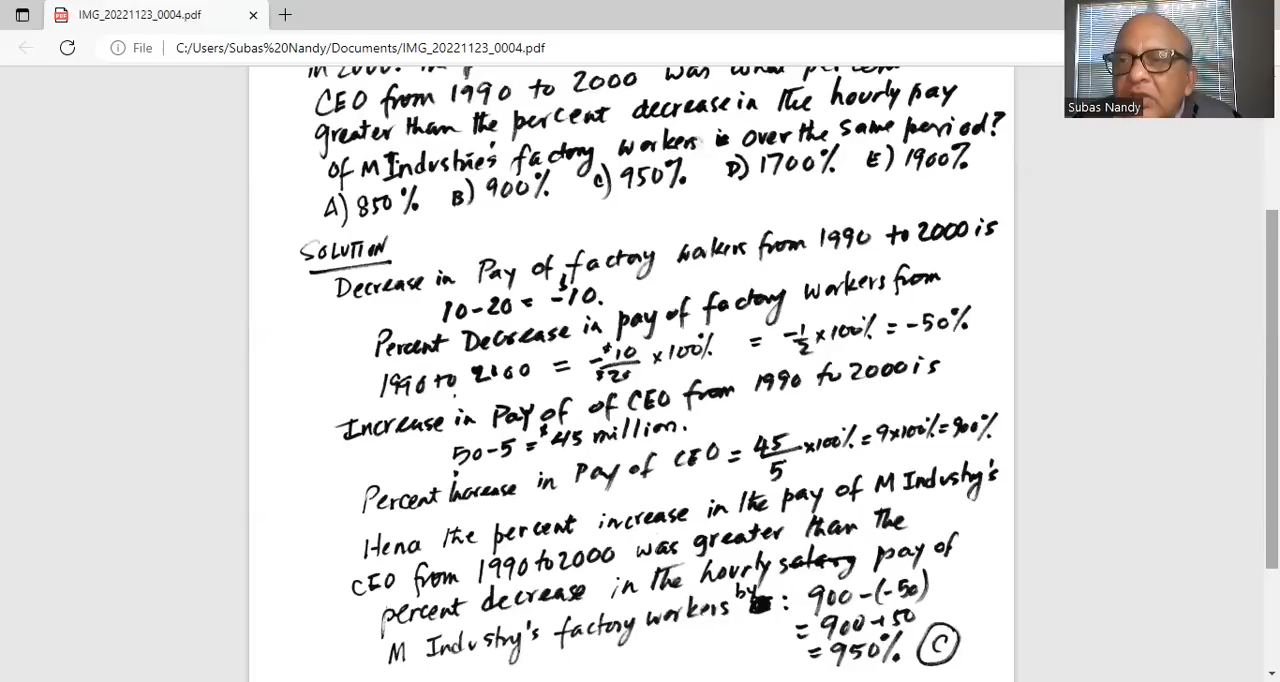 IMG_20221123_0004.pdf
File C:/Users/Subas%20Nandy/Documents/IMG_20221123_0004.pdf
Subas Nandy
in 2000.
CEO from 1990 to 2000 was what percent
greater than the percent decrease in the hourly pay
of M Industrie's factory workers over the same period?
A) 850% B) 900% C) 950% D) 1700% E) 1900%
SOLUTION
Decrease in Pay of factory workers from 1990 to 2000 is
10-20 = -$10.
Percent Decrease in pay of factory workers from
1990 to 2000 = -$10/$20 × 100% = -1/2 × 100% = -50%
Increase in Pay of of CEO from 1990 to 2000 is
50-5 = $45 million.
Percent Increase in Pay of CEO = 45/5 × 100% = 9×100% = 900%
Hence the percent increase in the pay of M Industry's
CEO from 1990 to 2000 was greater than the
percent decrease in the hourly salary pay of
M Industry's factory workers by : 900-(-50)
= 900+50
= 950% C